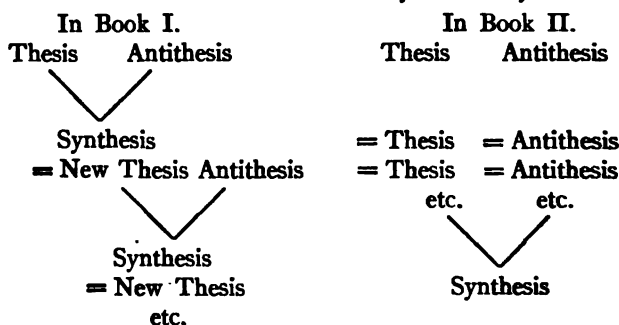 In Book I.
Thesis Antithesis
Synthesis
= New Thesis Antithesis
Synthesis
= New Thesis
etc.
In Book II.
Thesis Antithesis
= Thesis = Antithesis
= Thesis = Antithesis
etc. etc.
Synthesis